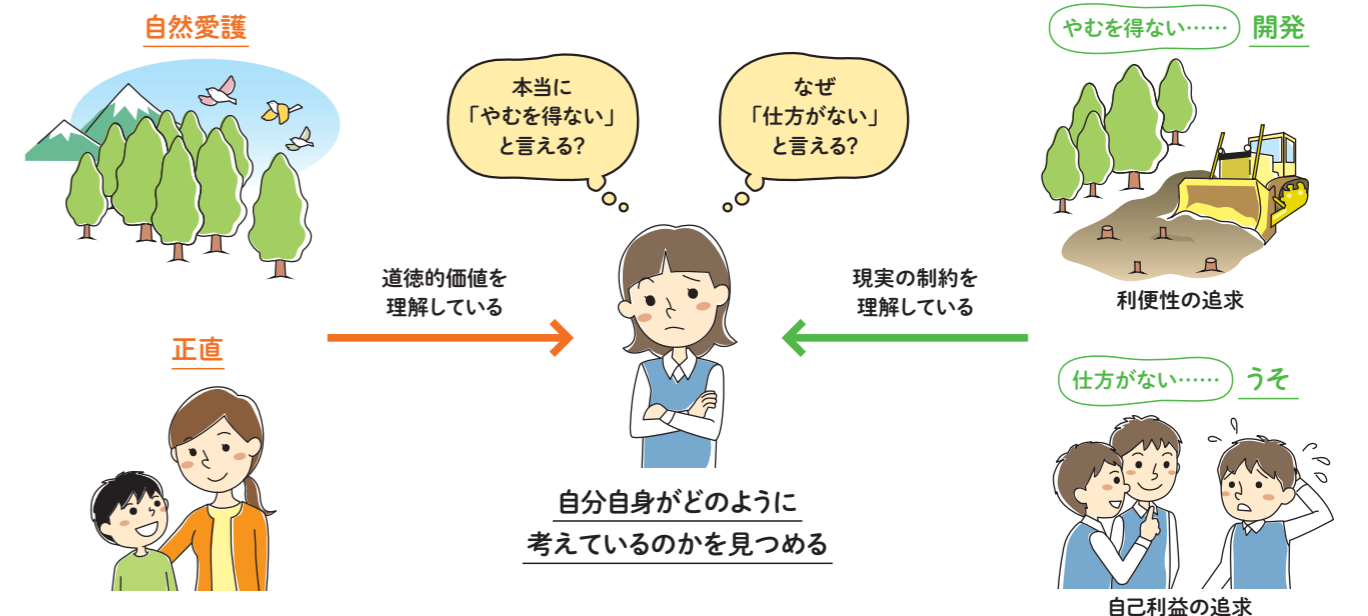 自然愛護
本当に
「やむを得ない」
と言える?
なぜ
「仕方がない」
と言える?
やむを得ない…… 開発
道徳的価値を
理解している
現実の制約を
理解している
利便性の追求
正直
仕方がない…… うそ
自分自身がどのように
考えているのかを見つめる
自己利益の追求